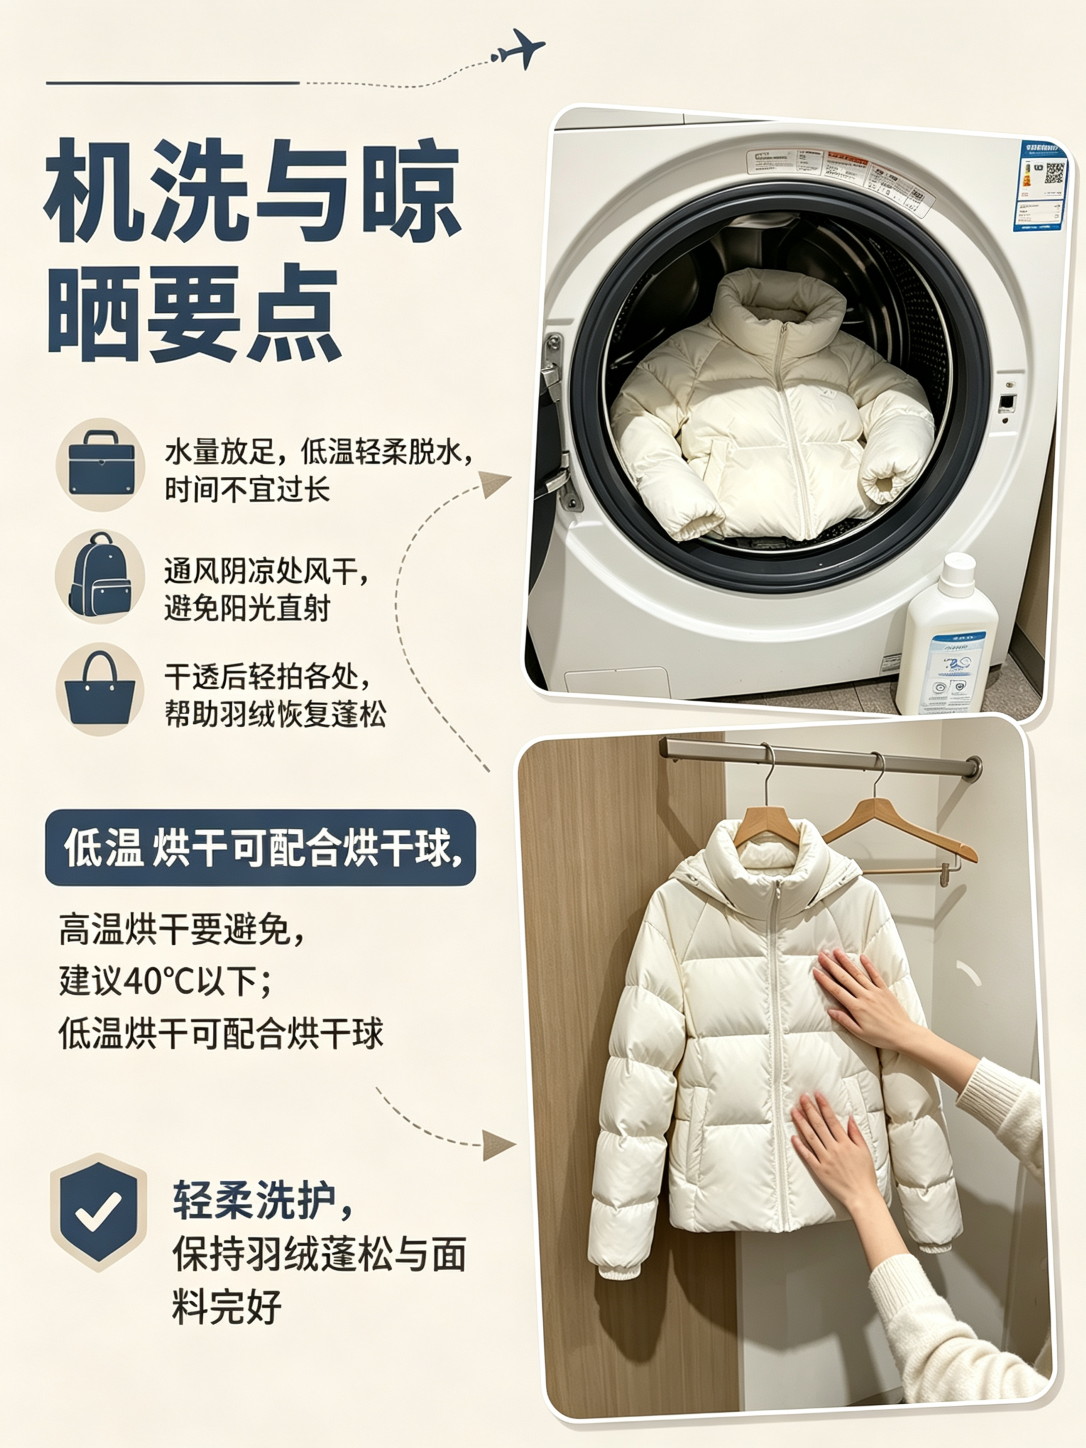 机洗与晾
晒要点
水量放足，低温轻柔脱水，
时间不宜过长
通风阴凉处风干，
避免阳光直射
干透后轻拍各处，
帮助羽绒恢复蓬松
低温 烘干可配合烘干球，
高温烘干要避免，
建议40℃以下；
低温烘干可配合烘干球
轻柔洗护，
保持羽绒蓬松与面
料完好